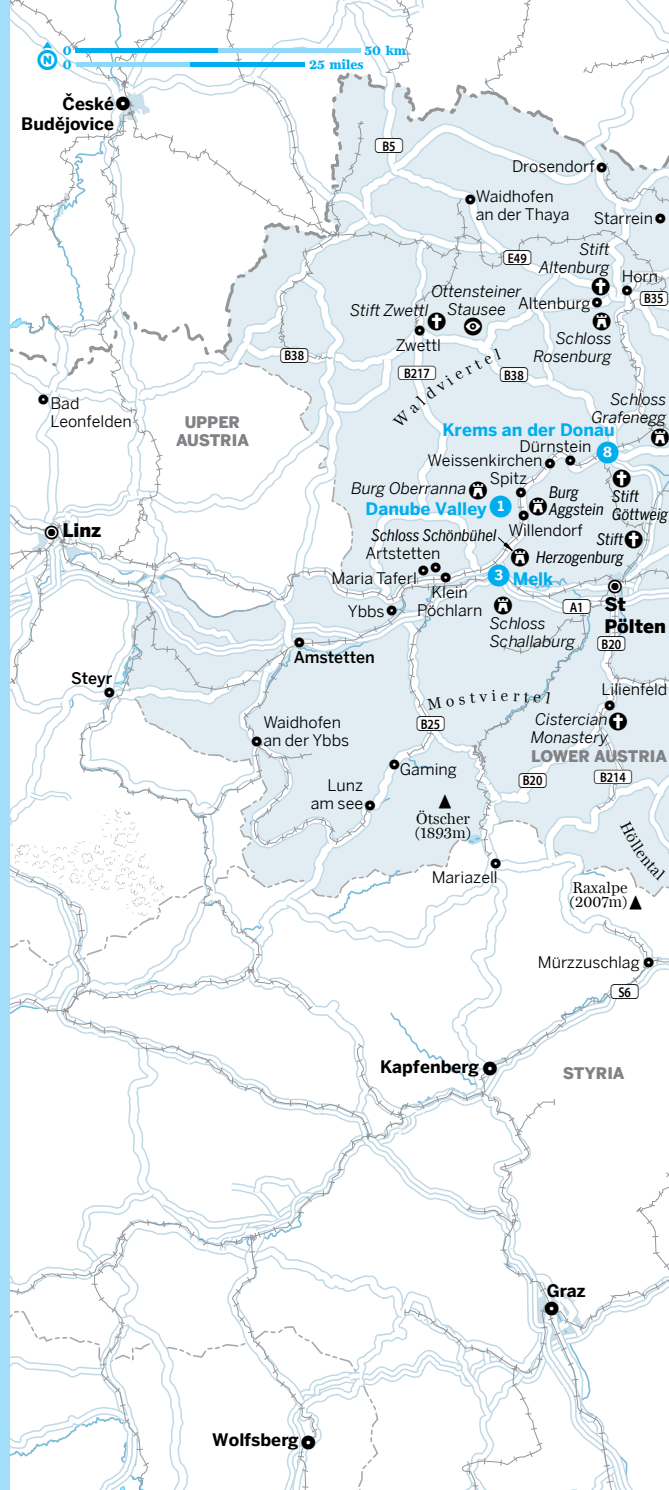 0 50 km
N
0 25 miles
České
Budějovice
B5
Drosendorf
Waidhofen
an der Thaya
Starrein
E49
Stift
Altenburg
Horn
Ottensteiner
Stausee
Stift Zwettl
Altenburg
B35
Zwettl
Schloss
Rosenburg
B38
B217
B38
Waldviertel
Bad
Leonfelden
UPPER
AUSTRIA
Schloss
Grafenegg
Krems an der Donau
8
Dürnstein
Weissenkirchen
Spitz
Burg Oberranna
Burg
Aggstein
Stift
Göttweig
Danube Valley
1
Willendorf
Linz
Schloss Schönbühel
Stift
Herzogenburg
Artstetten
Maria Taferl
3
Melk
Klein
Pöchlarn
Ybbs
A1
St
Pölten
Schloss
Schallaburg
B20
Amstetten
Steyr
Mostviertel
Lilienfeld
B25
Cistercian
Monastery
Waidhofen
an der Ybbs
LOWER AUSTRIA
Gaming
B20
B214
Lunz
am see
Ötscher
(1893m)
Höllental
Mariazell
Raxalpe
(2007m)
Mürzzuschlag
S6
Kapfenberg
STYRIA
Graz
Wolfsberg